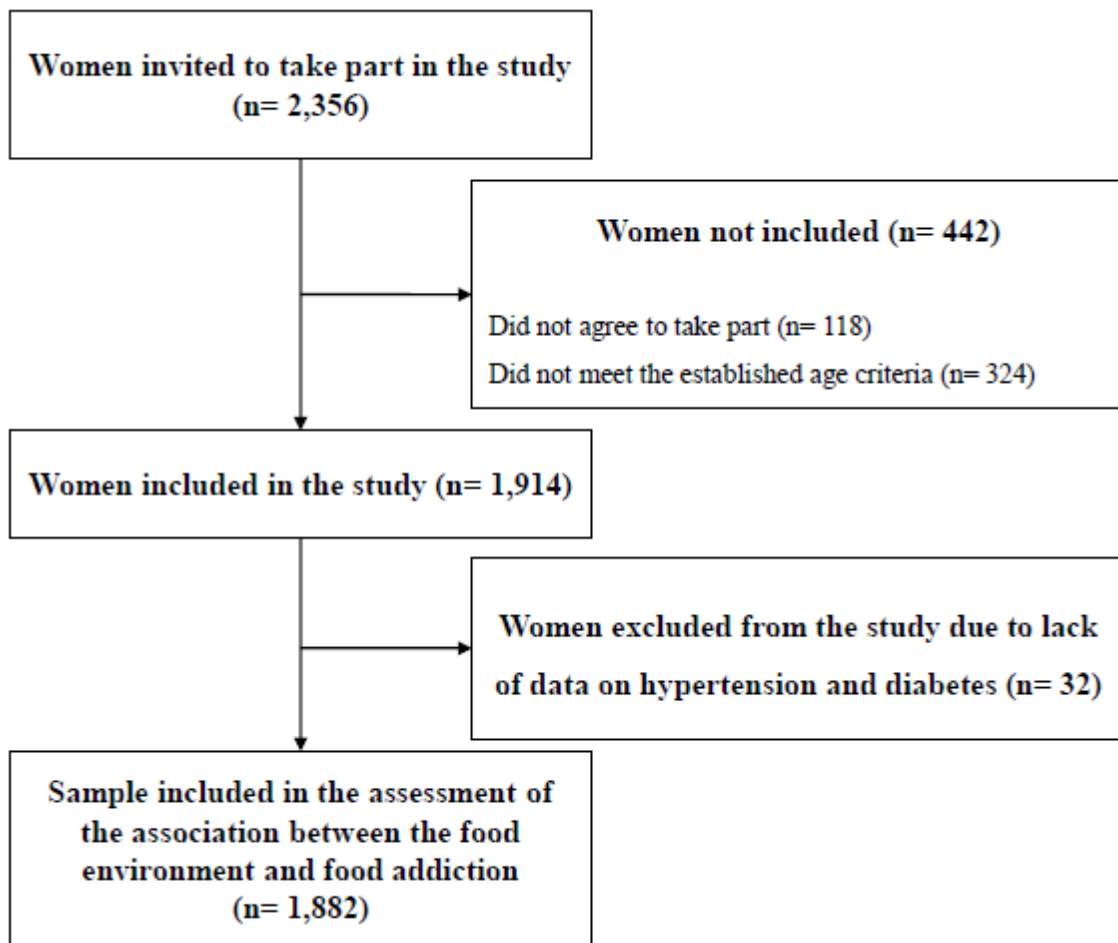 Women invited to take part in the study
(n= 2,356)
Women not included (n= 442)
Did not agree to take part (n= 118)
Did not meet the established age criteria (n= 324)
Women included in the study (n= 1,914)
Women excluded from the study due to lack
of data on hypertension and diabetes (n= 32)
Sample included in the assessment of
the association between the food
environment and food addiction
(n= 1,882)